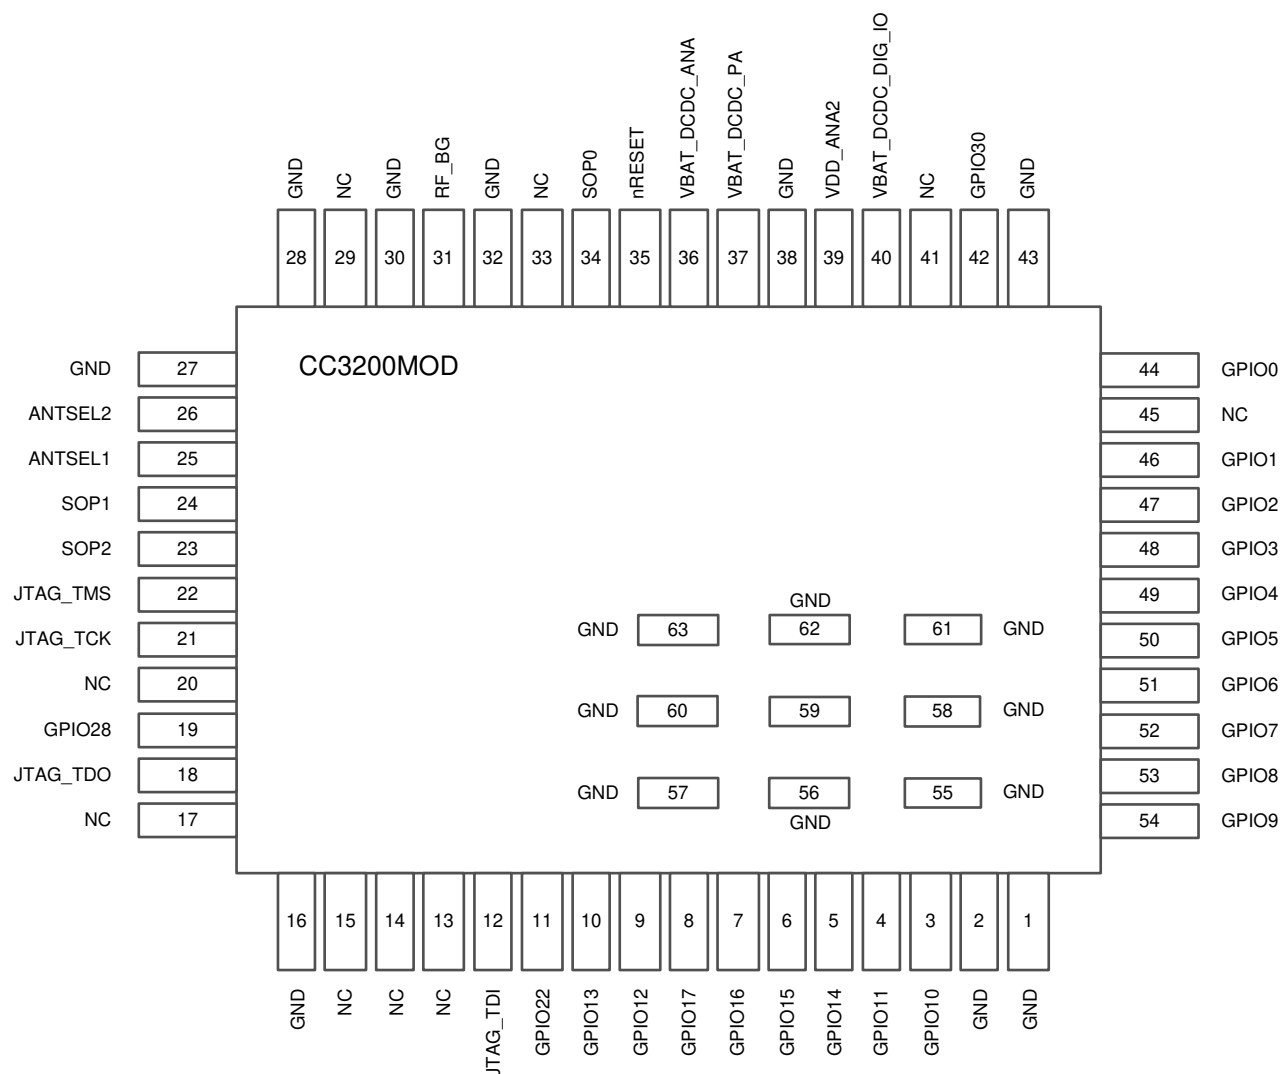 GND NC GND RF_BG GND NC SOP0 nRESET VBAT_DCDC_ANA VBAT_DCDC_PA GND VDD_ANA2 VBAT_DCDC_DIG_IO NC GPIO30 GND
28 29 30 31 32 33 34 35 36 37 38 39 40 41 42 43
CC3200MOD
GND 27 44 GPIO0
ANTSEL2 26 45 NC
ANTSEL1 25 46 GPIO1
SOP1 24 47 GPIO2
SOP2 23 48 GPIO3
JTAG_TMS 22 49 GPIO4
GND
GND 63 62 61 GND
JTAG_TCK 21 50 GPIO5
NC 20 51 GPIO6
GND 60 59 58 GND
GPIO28 19 52 GPIO7
JTAG_TDO 18 53 GPIO8
GND 57 56 55 GND
GND
NC 17 54 GPIO9
16 15 14 13 12 11 10 9 8 7 6 5 4 3 2 1
GND NC NC NC JTAG_TDI GPIO22 GPIO13 GPIO12 GPIO17 GPIO16 GPIO15 GPIO14 GPIO11 GPIO10 GND GND